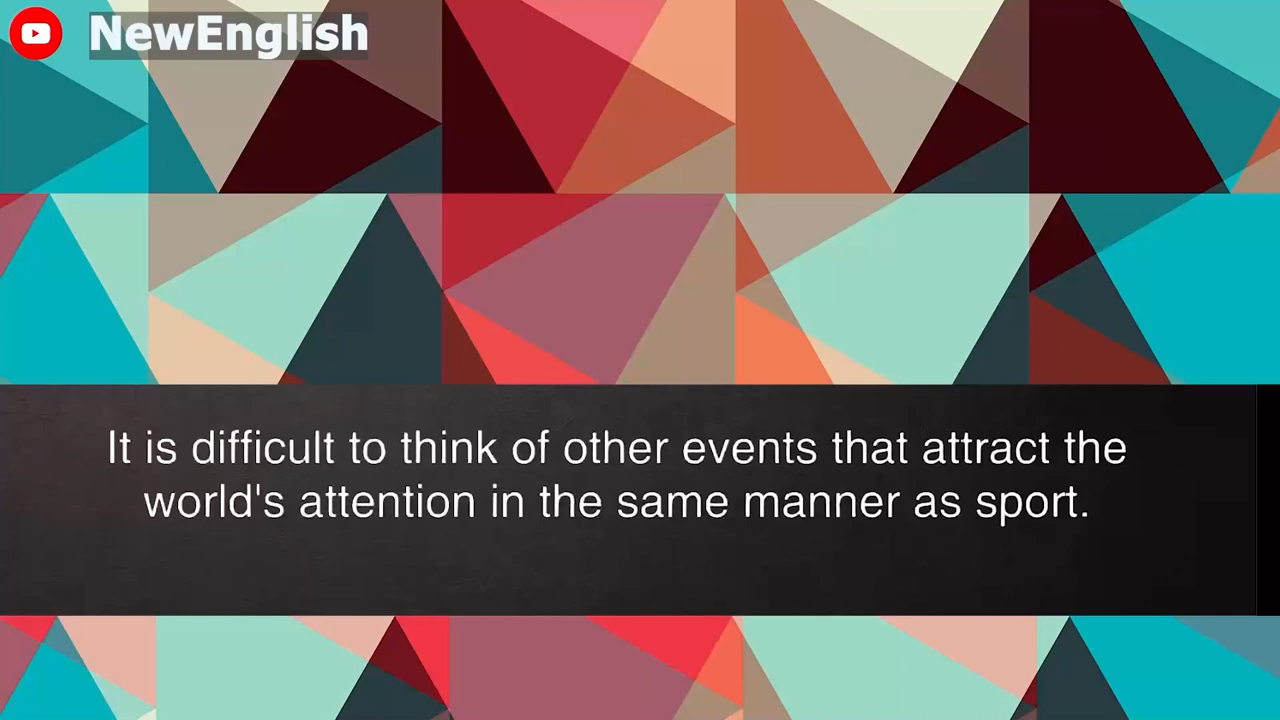 NewEnglish
It is difficult to think of other events that attract the
world's attention in the same manner as sport.